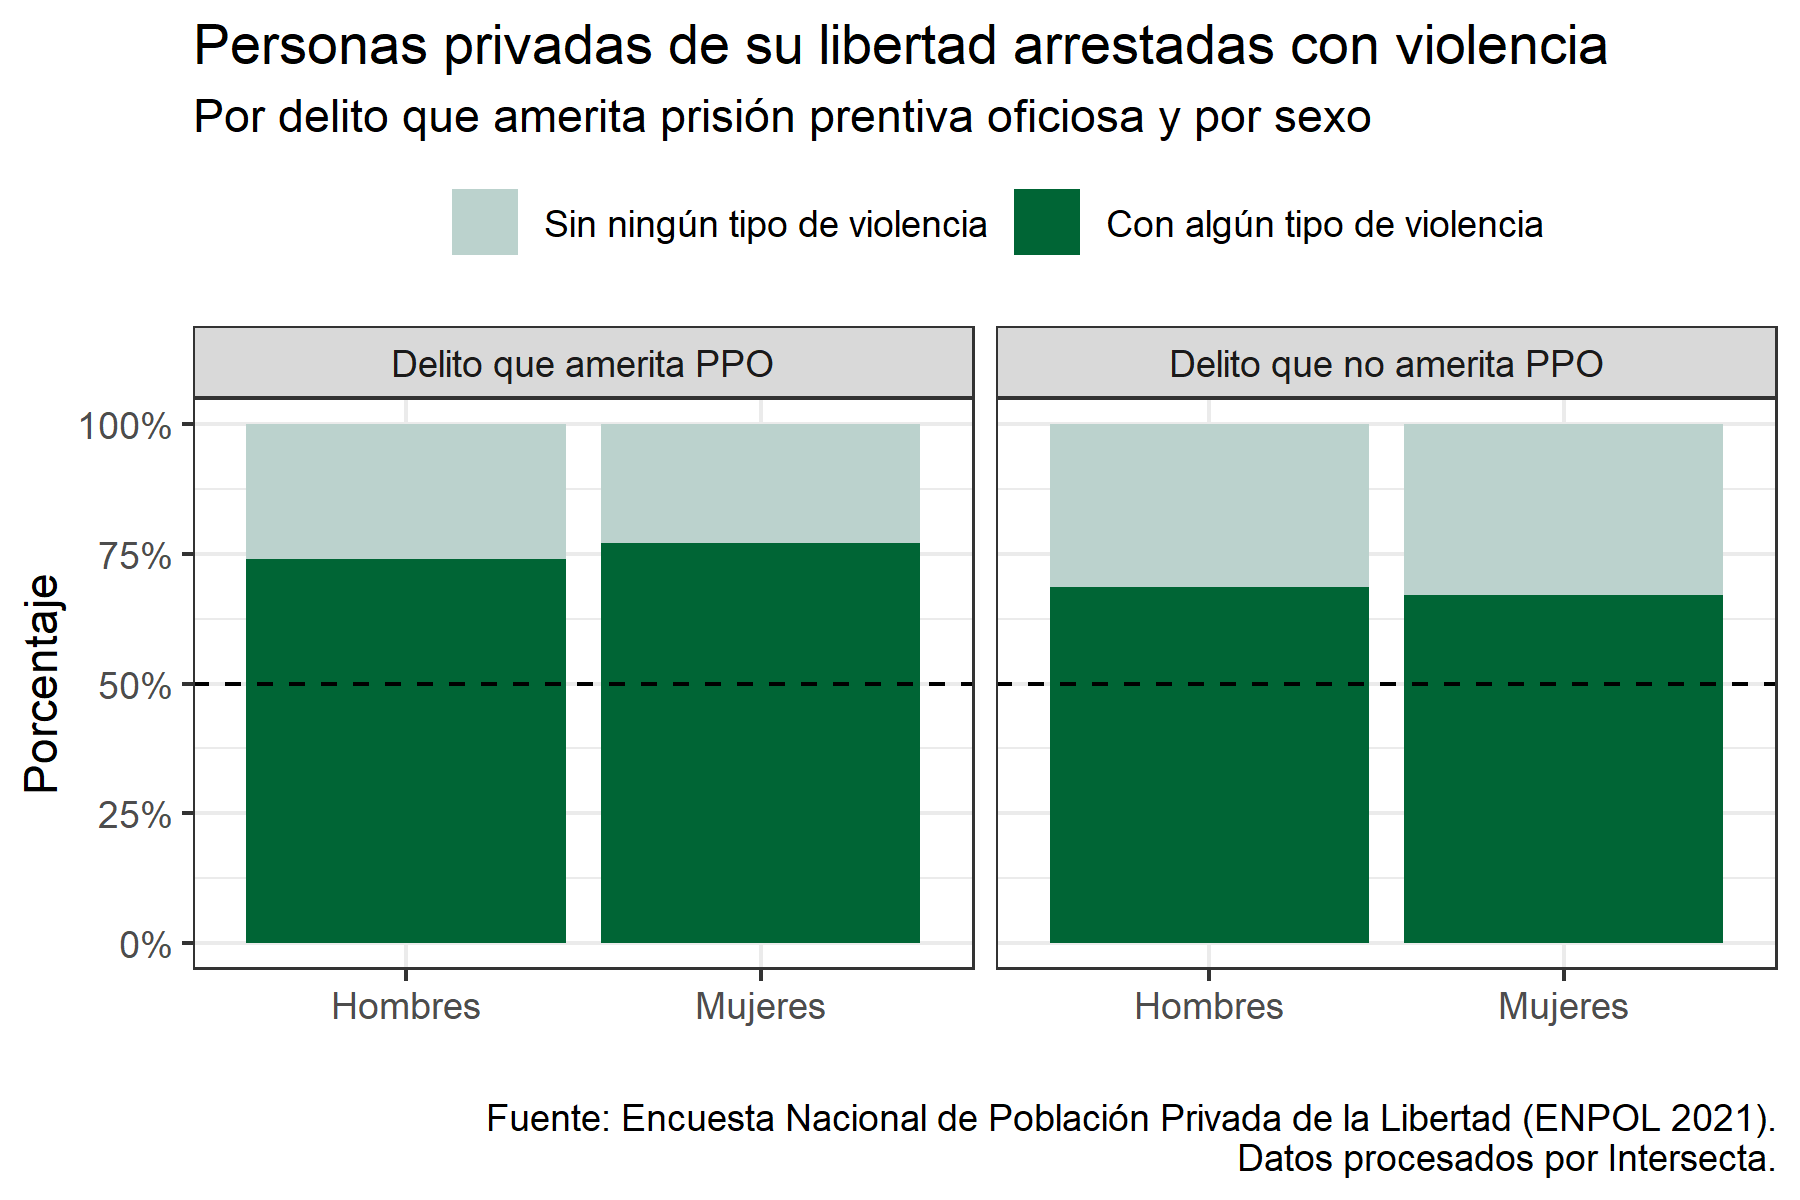 Personas privadas de su libertad arrestadas con violencia
Por delito que amerita prisión prentiva oficiosa y por sexo
Sin ningún tipo de violencia
Con algún tipo de violencia
Delito que amerita PPO
Delito que no amerita PPO
Porcentaje
100%
75%
50%
25%
0%
Hombres
Mujeres
Hombres
Mujeres
Fuente: Encuesta Nacional de Población Privada de la Libertad (ENPOL 2021).
Datos procesados por Intersecta.